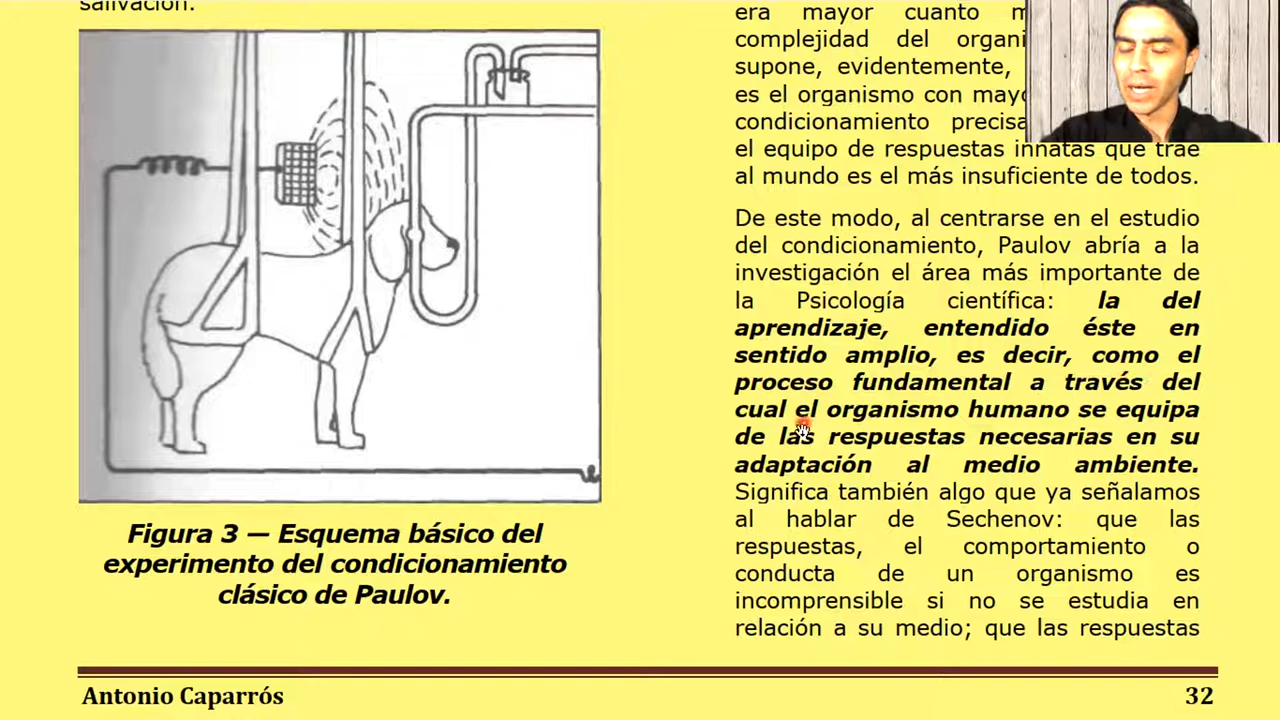 salivación.
Figura 3 — Esquema básico del
experimento del condicionamiento
clásico de Paulov.
era mayor cuanto
complejidad del
supone, evidentemente,
es el organismo con
condicionamiento
el equipo de respuestas innatas que trae
al mundo es el más insuficiente de todos.
De este modo, al centrarse en el estudio
del condicionamiento, Paulov abría a la
investigación el área más importante de
la Psicología científica: la del
aprendizaje, entendido éste en
sentido amplio, es decir, como el
proceso fundamental a través del
cual el organismo humano se equipa
de las respuestas necesarias en su
adaptación al medio ambiente.
Significa también algo que ya señalamos
al hablar de Sechenov: que las
respuestas, el comportamiento o
conducta de un organismo es
incomprensible si no se estudia en
relación a su medio; que las respuestas
Antonio Caparrós
32